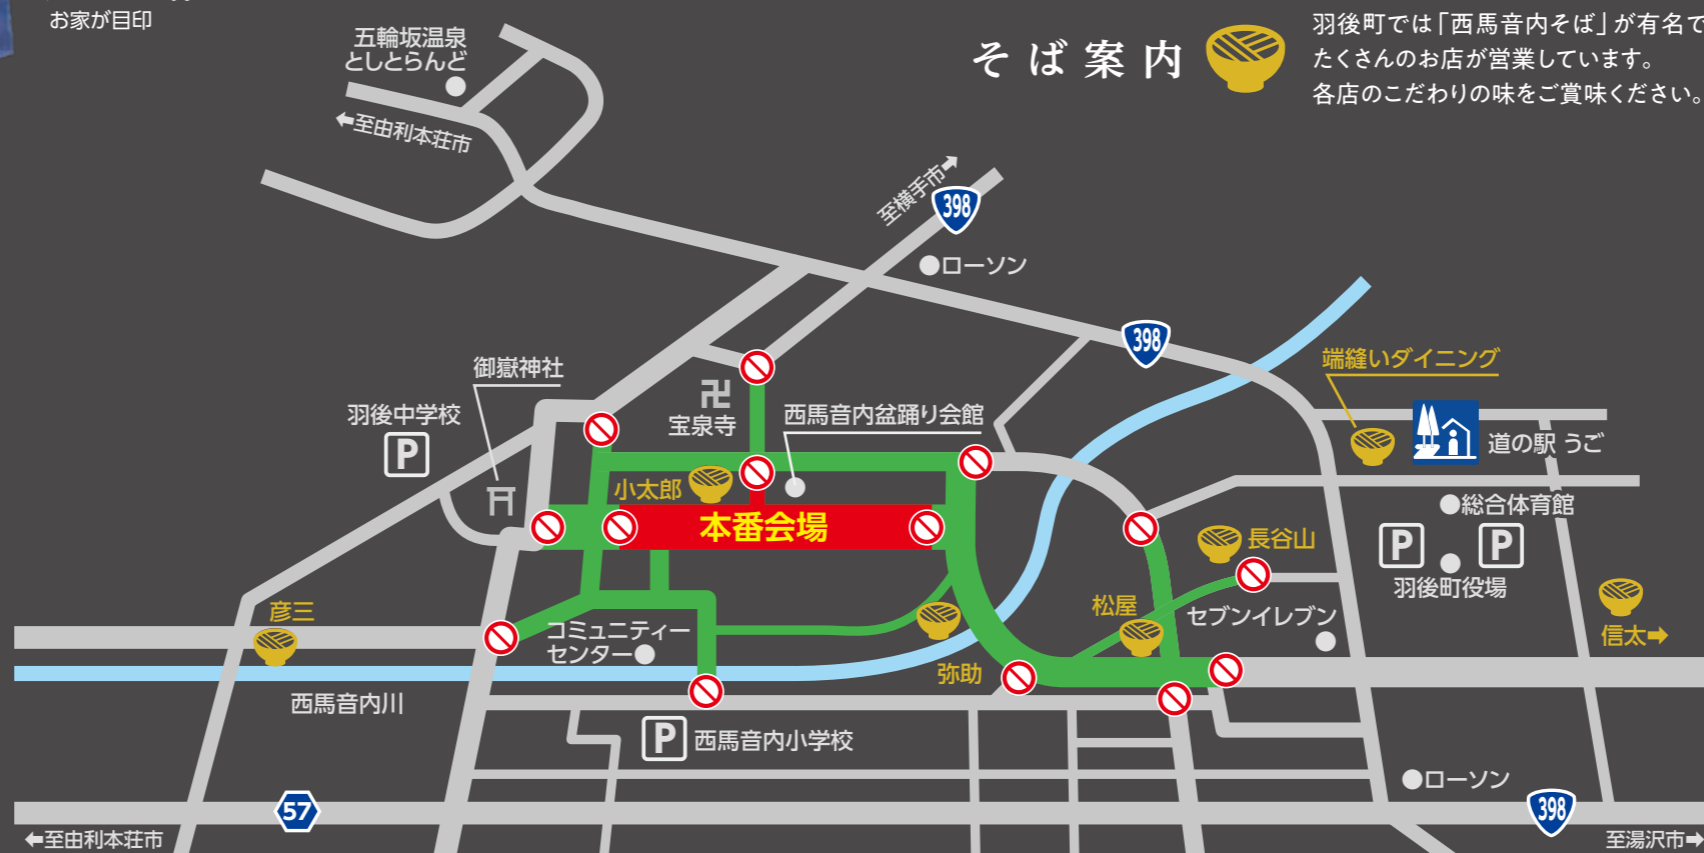 お家が目印
そば案内
羽後町では「西馬音内そば」が有名で
たくさんのお店が営業しています。
各店のこだわりの味をご賞味ください。
五輪坂温泉
としとらんど
←至由利本荘市
至横手市→
398
ローソン
398
御嶽神社
羽後中学校
P
卍
宝泉寺
西馬音内盆踊り会館
端縫いダイニング
道の駅 うご
小太郎
本番会場
総合体育館
P
P
羽後町役場
長谷山
彦三
コミュニティー
センター
松屋
セブンイレブン
信太→
弥助
西馬音内川
P
西馬音内小学校
ローソン
57
398
←至由利本荘市
至湯沢市→